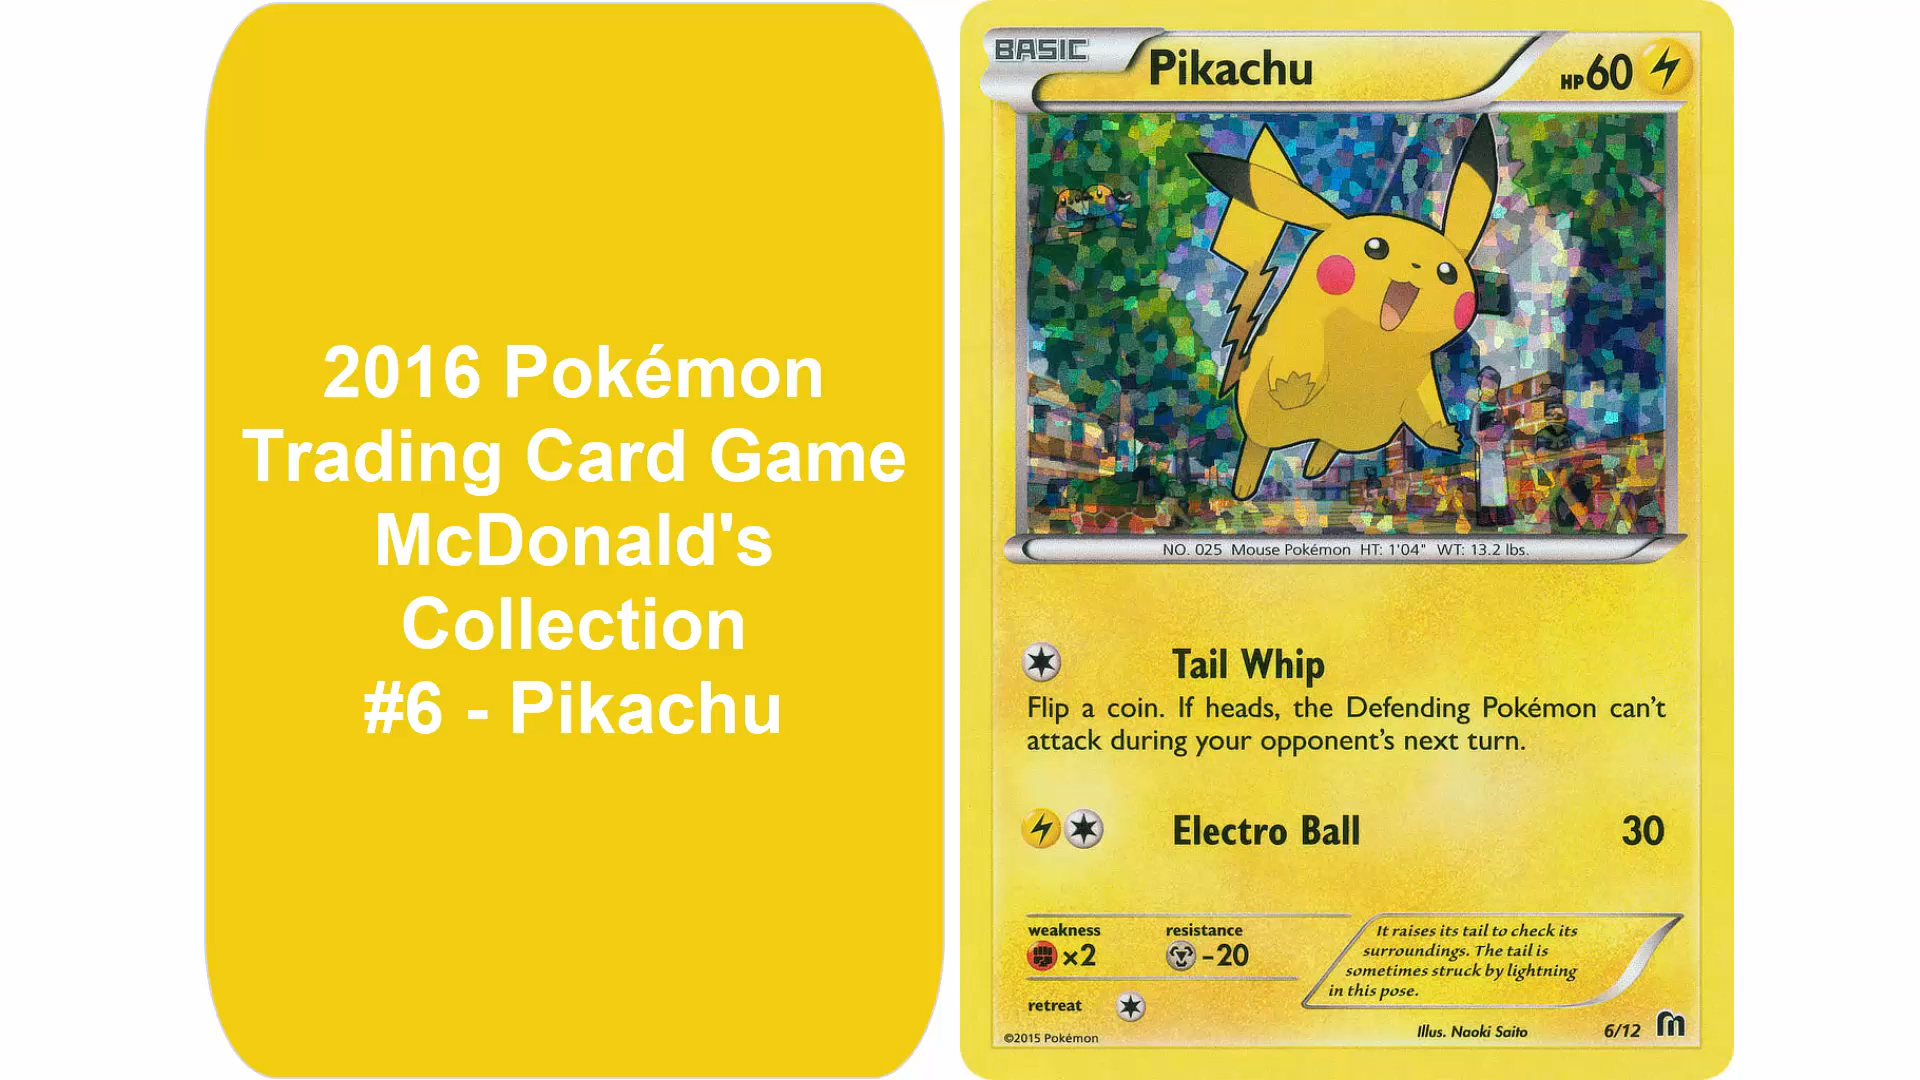 2016 Pokémon
Trading Card Game
McDonald's
Collection
#6 - Pikachu
BASIC
Pikachu
HP60
NO. 025 Mouse Pokémon HT: 1'04" WT: 13.2 lbs.
Tail Whip
Flip a coin. If heads, the Defending Pokémon can't
attack during your opponent's next turn.
Electro Ball 30
weakness
×2
resistance
-20
retreat
It raises its tail to check its
surroundings. The tail is
sometimes struck by lightning
in this pose.
©2015 Pokémon
Illus. Naoki Saito
6/12